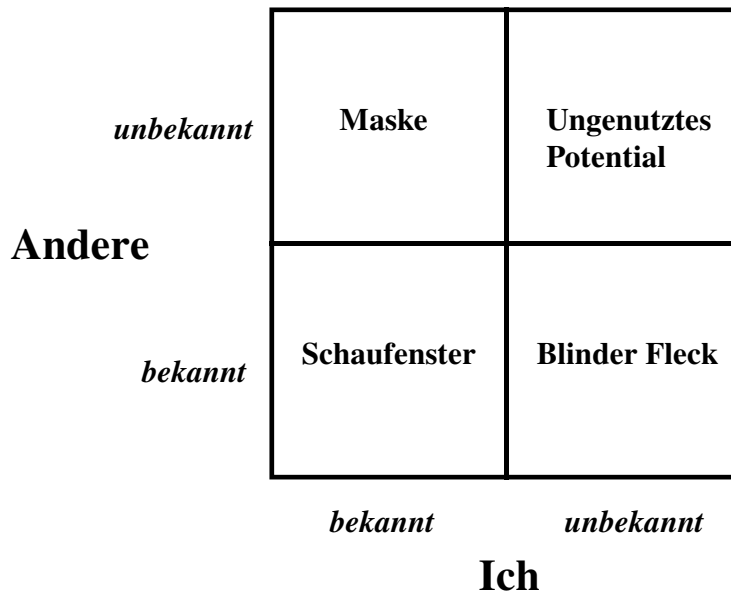 unbekannt
Maske
Ungenutztes
Potential
Andere
bekannt
Schaufenster
Blinder Fleck
bekannt
unbekannt
Ich